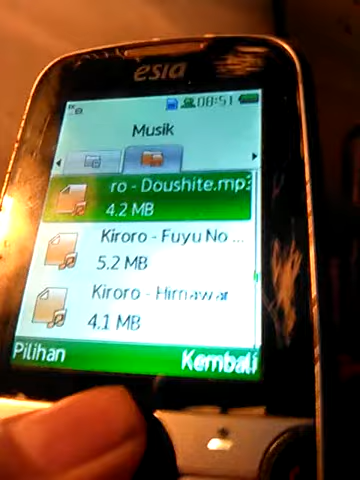 esia
08:51
Musik
ro - Doushite.mp3
4.2 MB
Kiroro - Fuyu No ...
5.2 MB
Kiroro - Himawar
4.1 MB
Pilihan Kembali